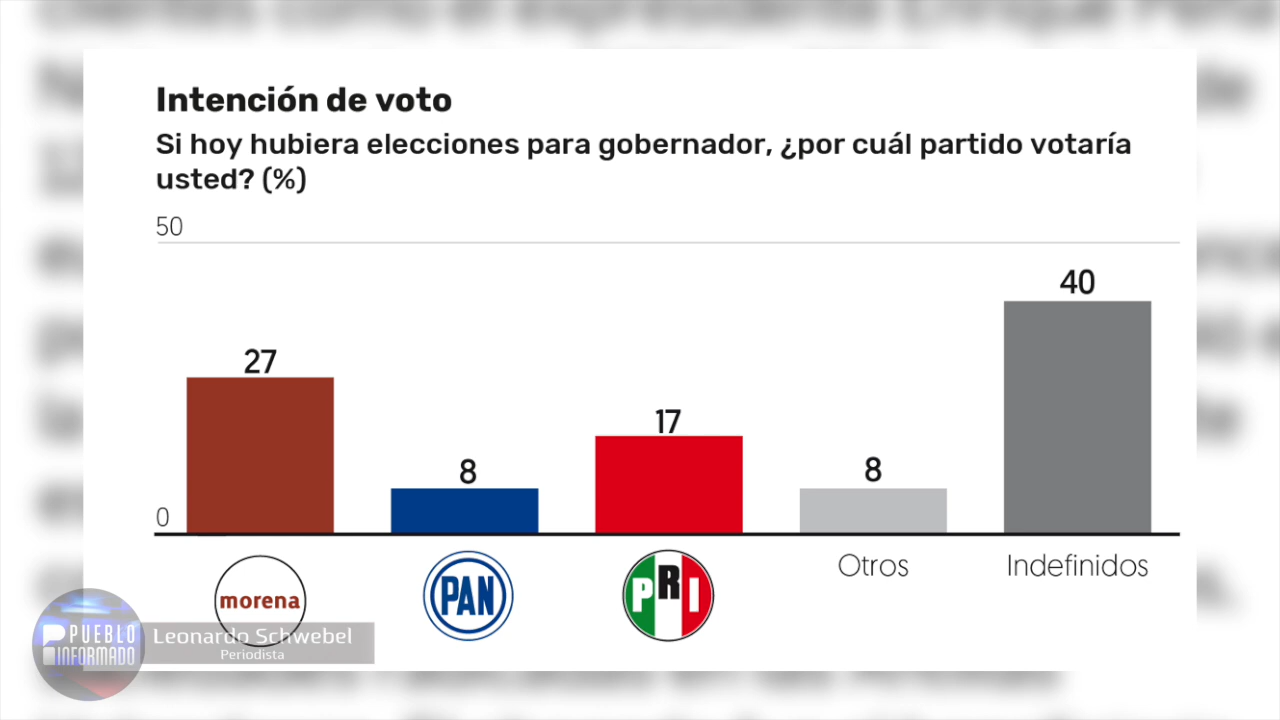 Intención de voto
Si hoy hubiera elecciones para gobernador, ¿por cuál partido votaría
usted? (%)
50
40
27
17
8
8
0
Otros
Indefinidos
morena
PAN
PRI
PUEBLO
INFORMADO
Leonardo Schwebel
Periodista